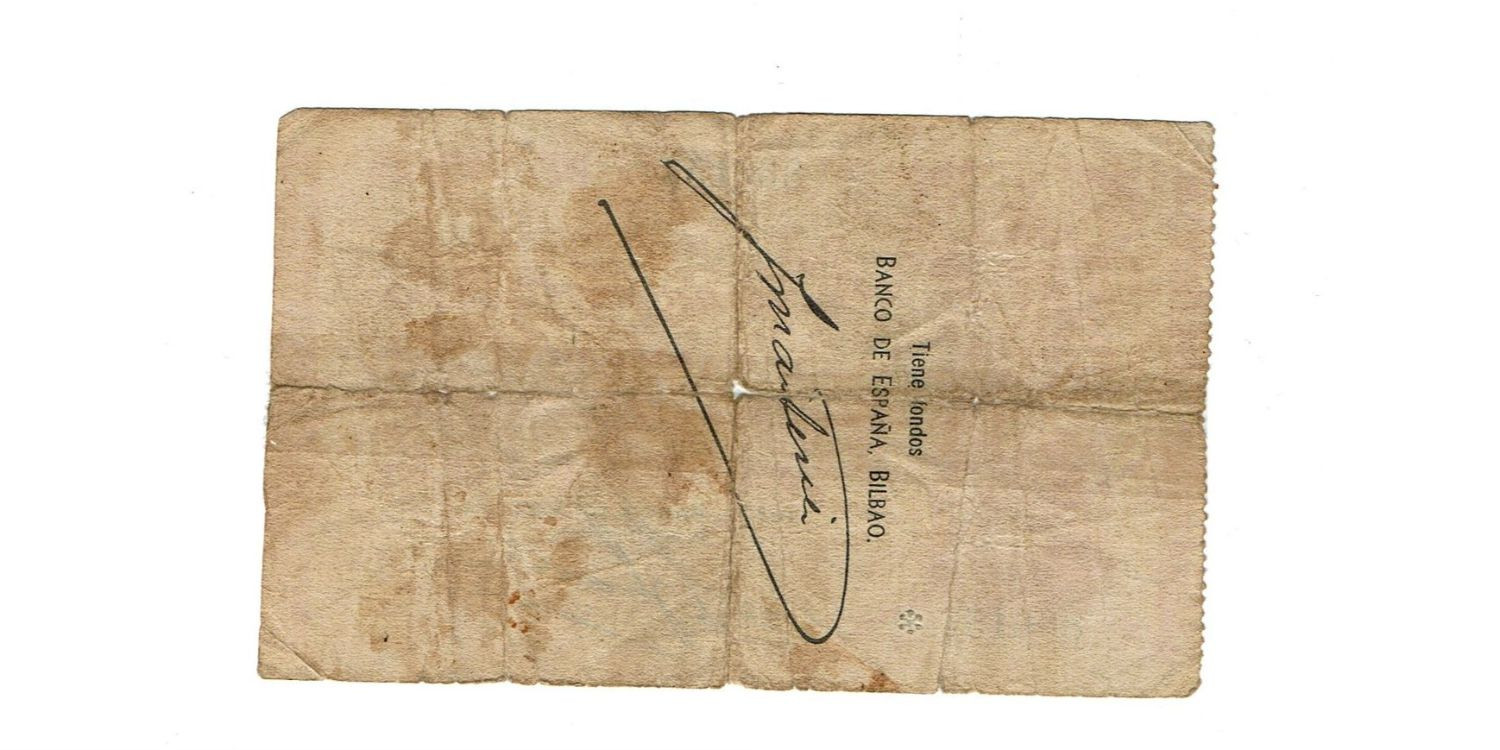 Tiene fondos
BANCO DE ESPAÑA, BILBAO.